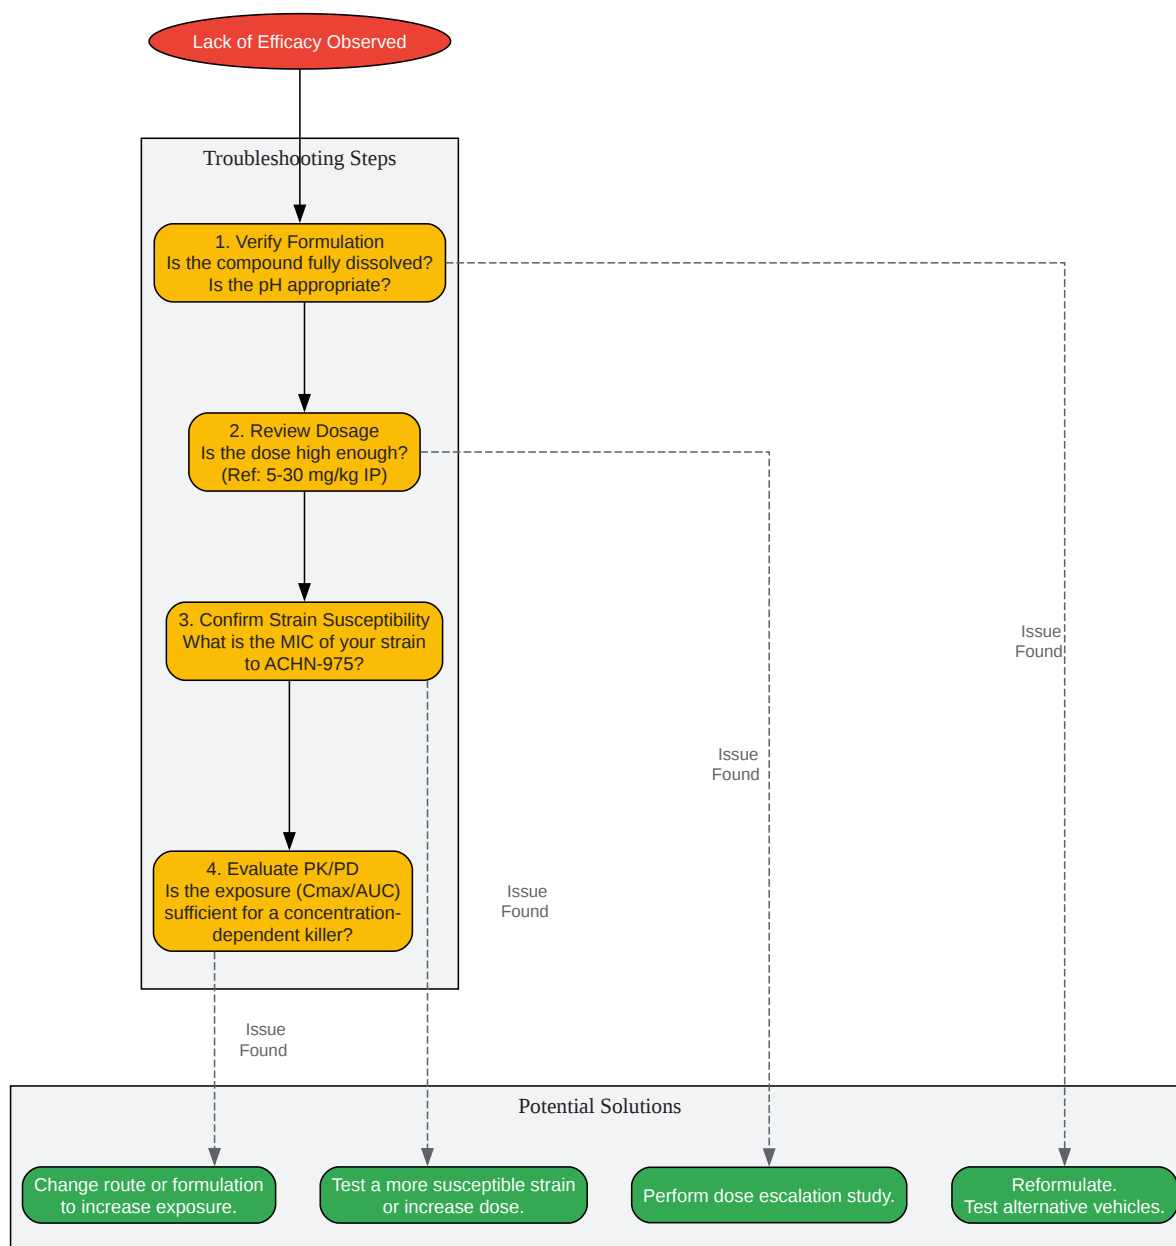 Lack of Efficacy Observed
Troubleshooting Steps
1. Verify Formulation
Is the compound fully dissolved?
Is the pH appropriate?
2. Review Dosage
Is the dose high enough?
(Ref: 5-30 mg/kg IP)
3. Confirm Strain Susceptibility
What is the MIC of your strain
to ACHN-975?
Issue
Found
Issue
Found
4. Evaluate PK/PD
Is the exposure (Cmax/AUC)
sufficient for a concentration-
dependent killer?
Issue
Found
Issue
Found
Potential Solutions
Change route or formulation
to increase exposure.
Test a more susceptible strain
or increase dose.
Perform dose escalation study.
Reformulate.
Test alternative vehicles.